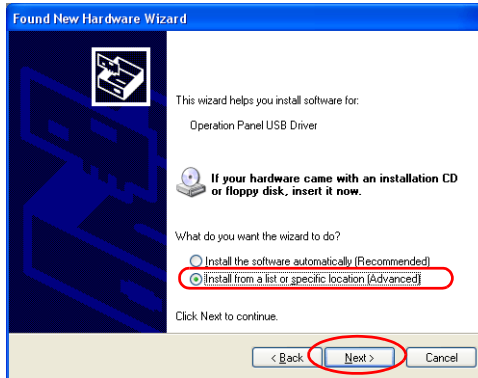 Found New Hardware Wizard
This wizard helps you install software for:
Operation Panel USB Driver
If your hardware came with an installation CD
or floppy disk, insert it now.
What do you want the wizard to do?
Install the software automatically (Recommended)
Install from a list or specific location (Advanced)
Click Next to continue.
< Back Next > Cancel